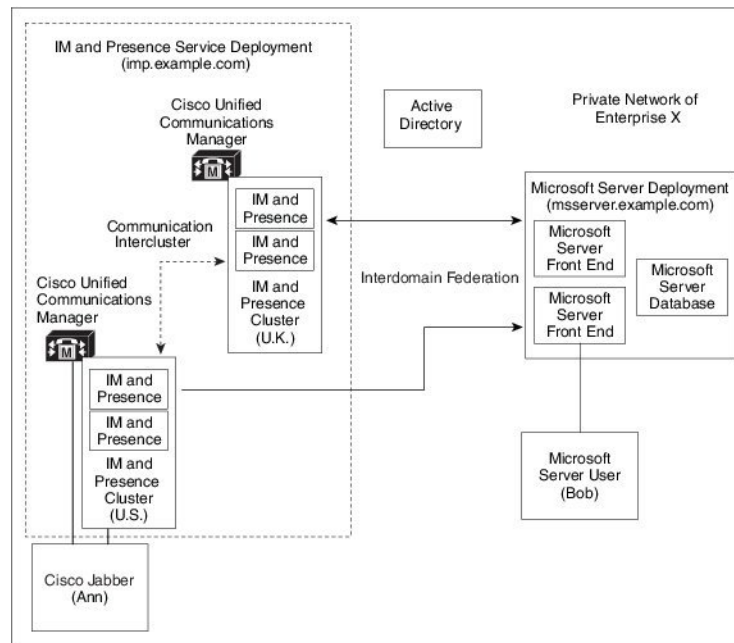 IM and Presence Service Deployment
(imp.example.com)
Cisco Unified
Communications
Manager
M
IM and
Presence
IM and
Presence
IM and
Presence
Cluster
(U.K.)
Communication
Intercluster
Cisco Unified
Communications
Manager
M
IM and
Presence
IM and
Presence
IM and
Presence
Cluster
(U.S.)
Cisco Jabber
(Ann)
Active
Directory
Private Network of
Enterprise X
Interdomain Federation
Microsoft Server Deployment
(msserver.example.com)
Microsoft
Server
Front End
Microsoft
Server
Database
Microsoft
Server
Front End
Microsoft
Server User
(Bob)